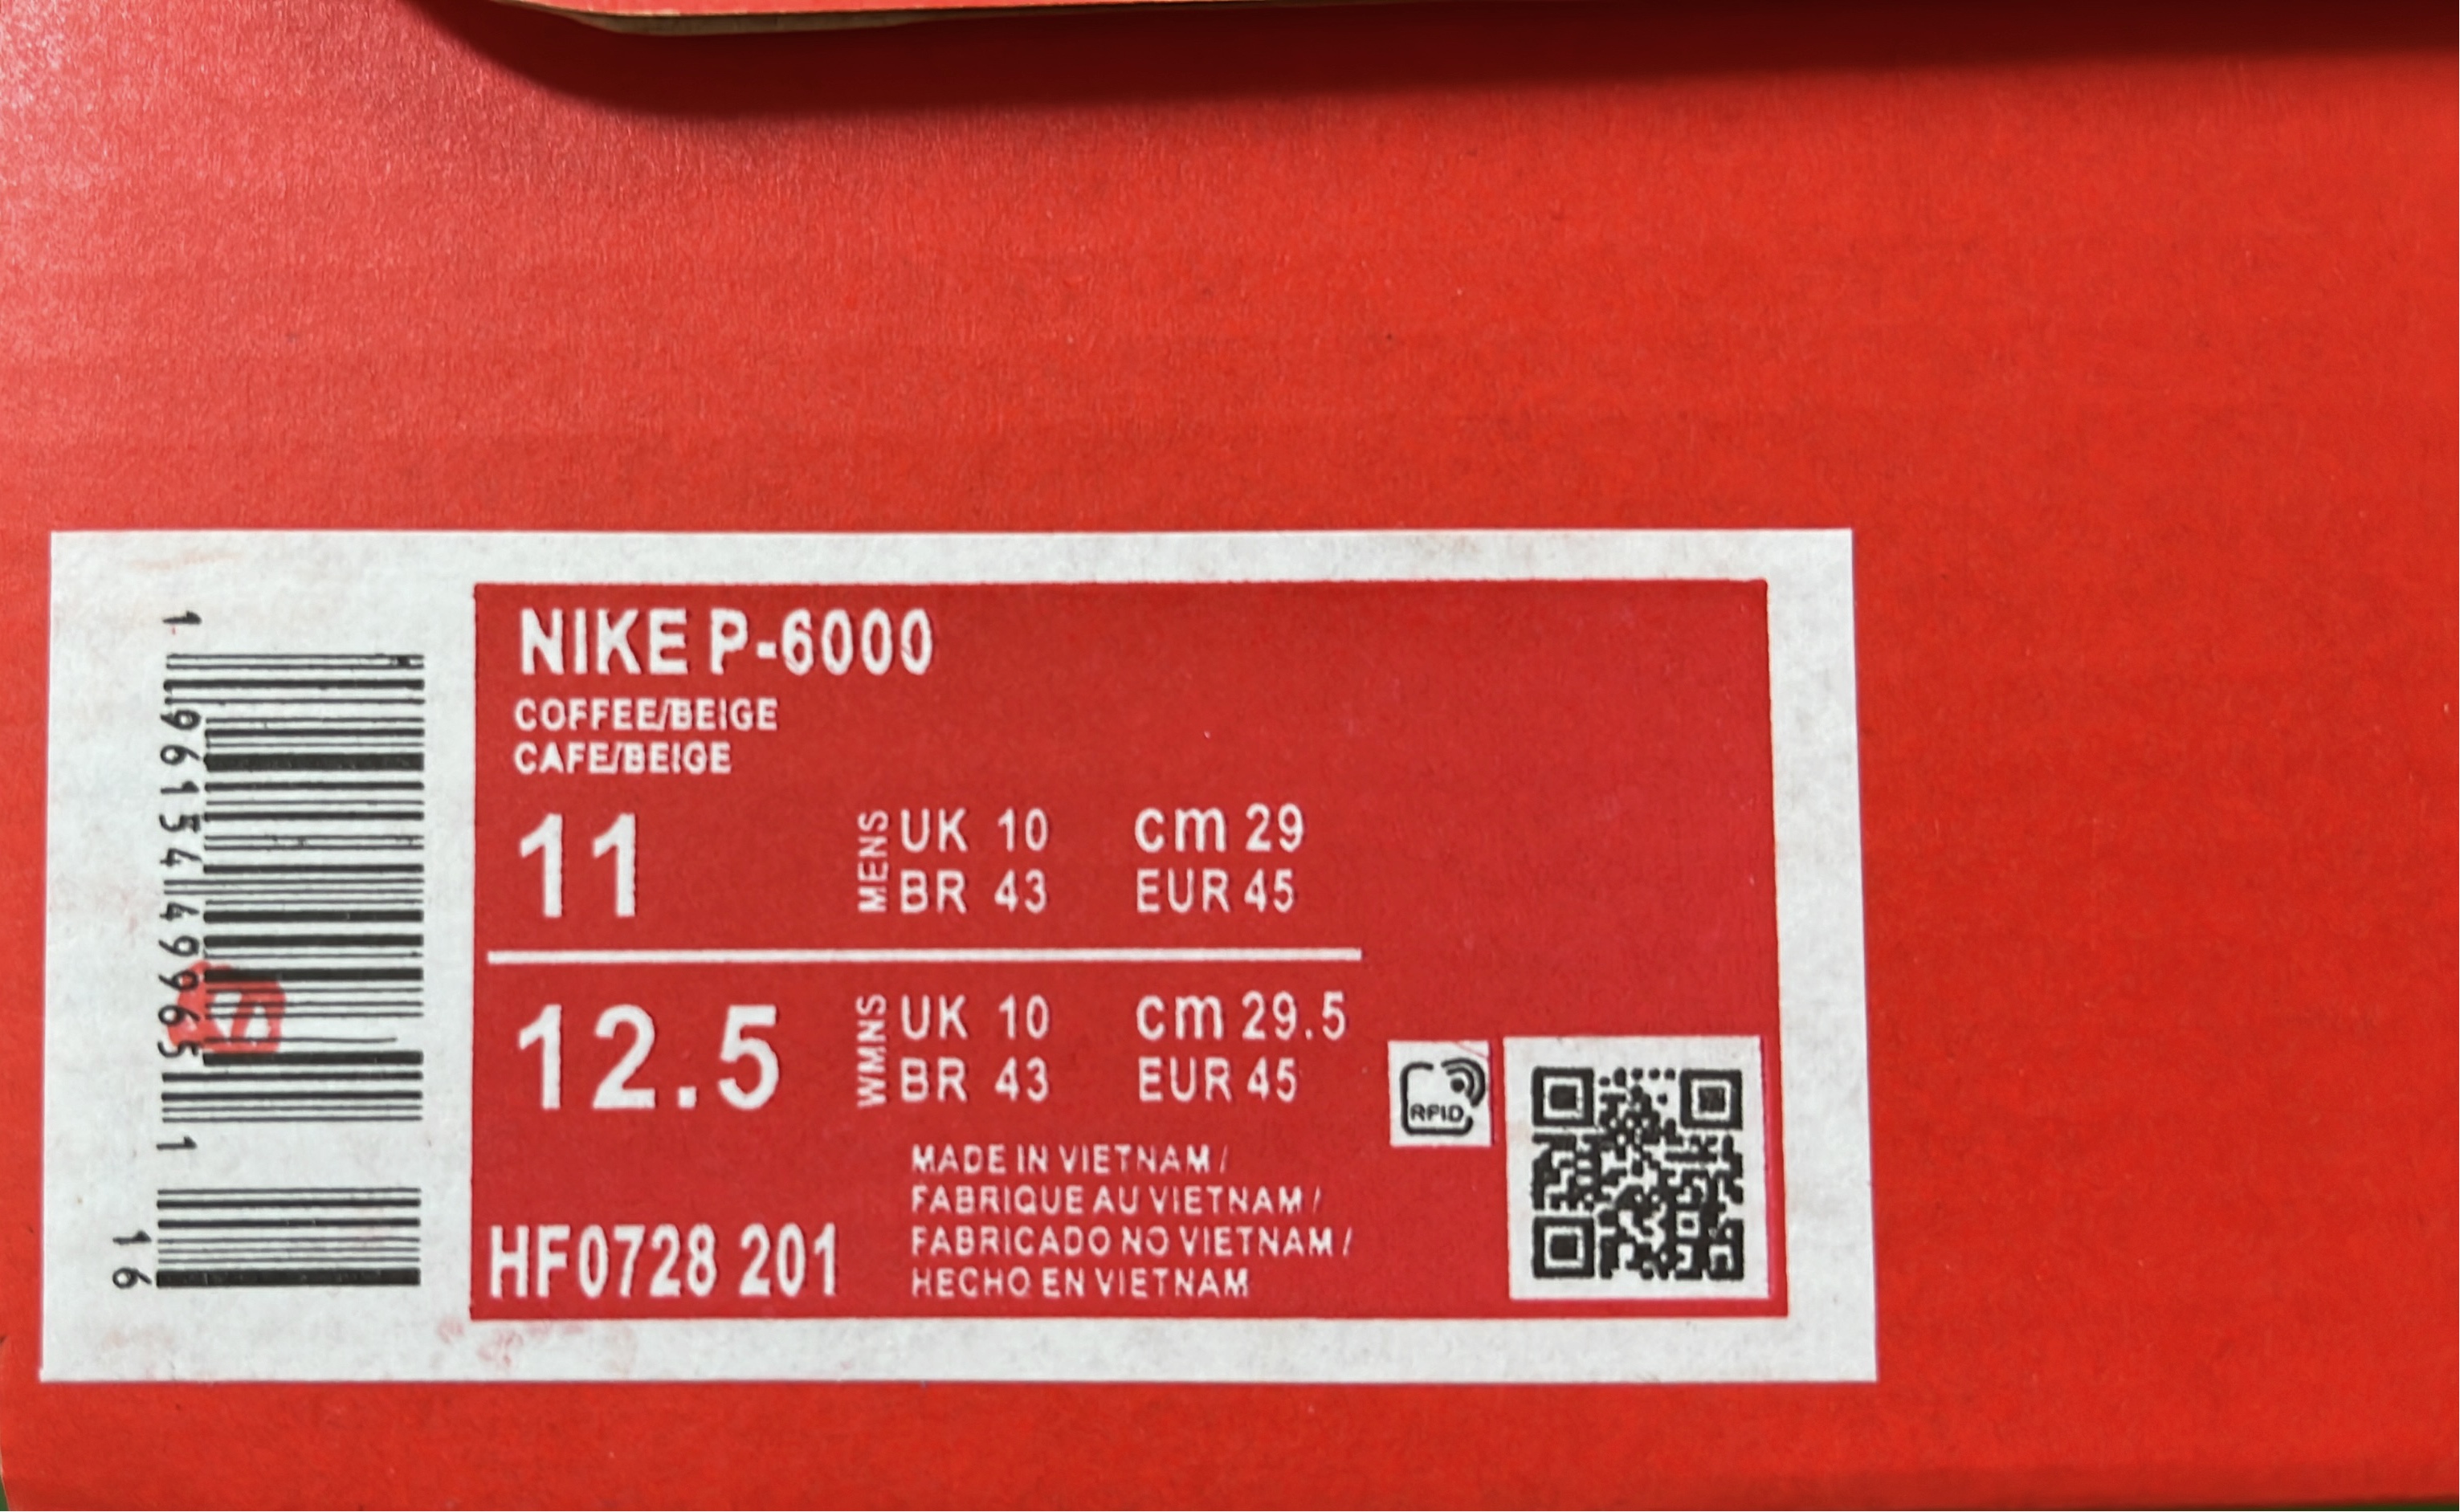 NIKE P-6000
COFFEE/BEIGE
CAFE/BEIGE
11 MENS UK 10 cm 29
BR 43 EUR 45
12.5 WMNS UK 10 cm 29.5
BR 43 EUR 45
RFID
MADE IN VIETNAM /
FABRIQUE AU VIETNAM /
FABRICADO NO VIETNAM /
HECHO EN VIETNAM
HF0728 201
1 96154 49965 1
16